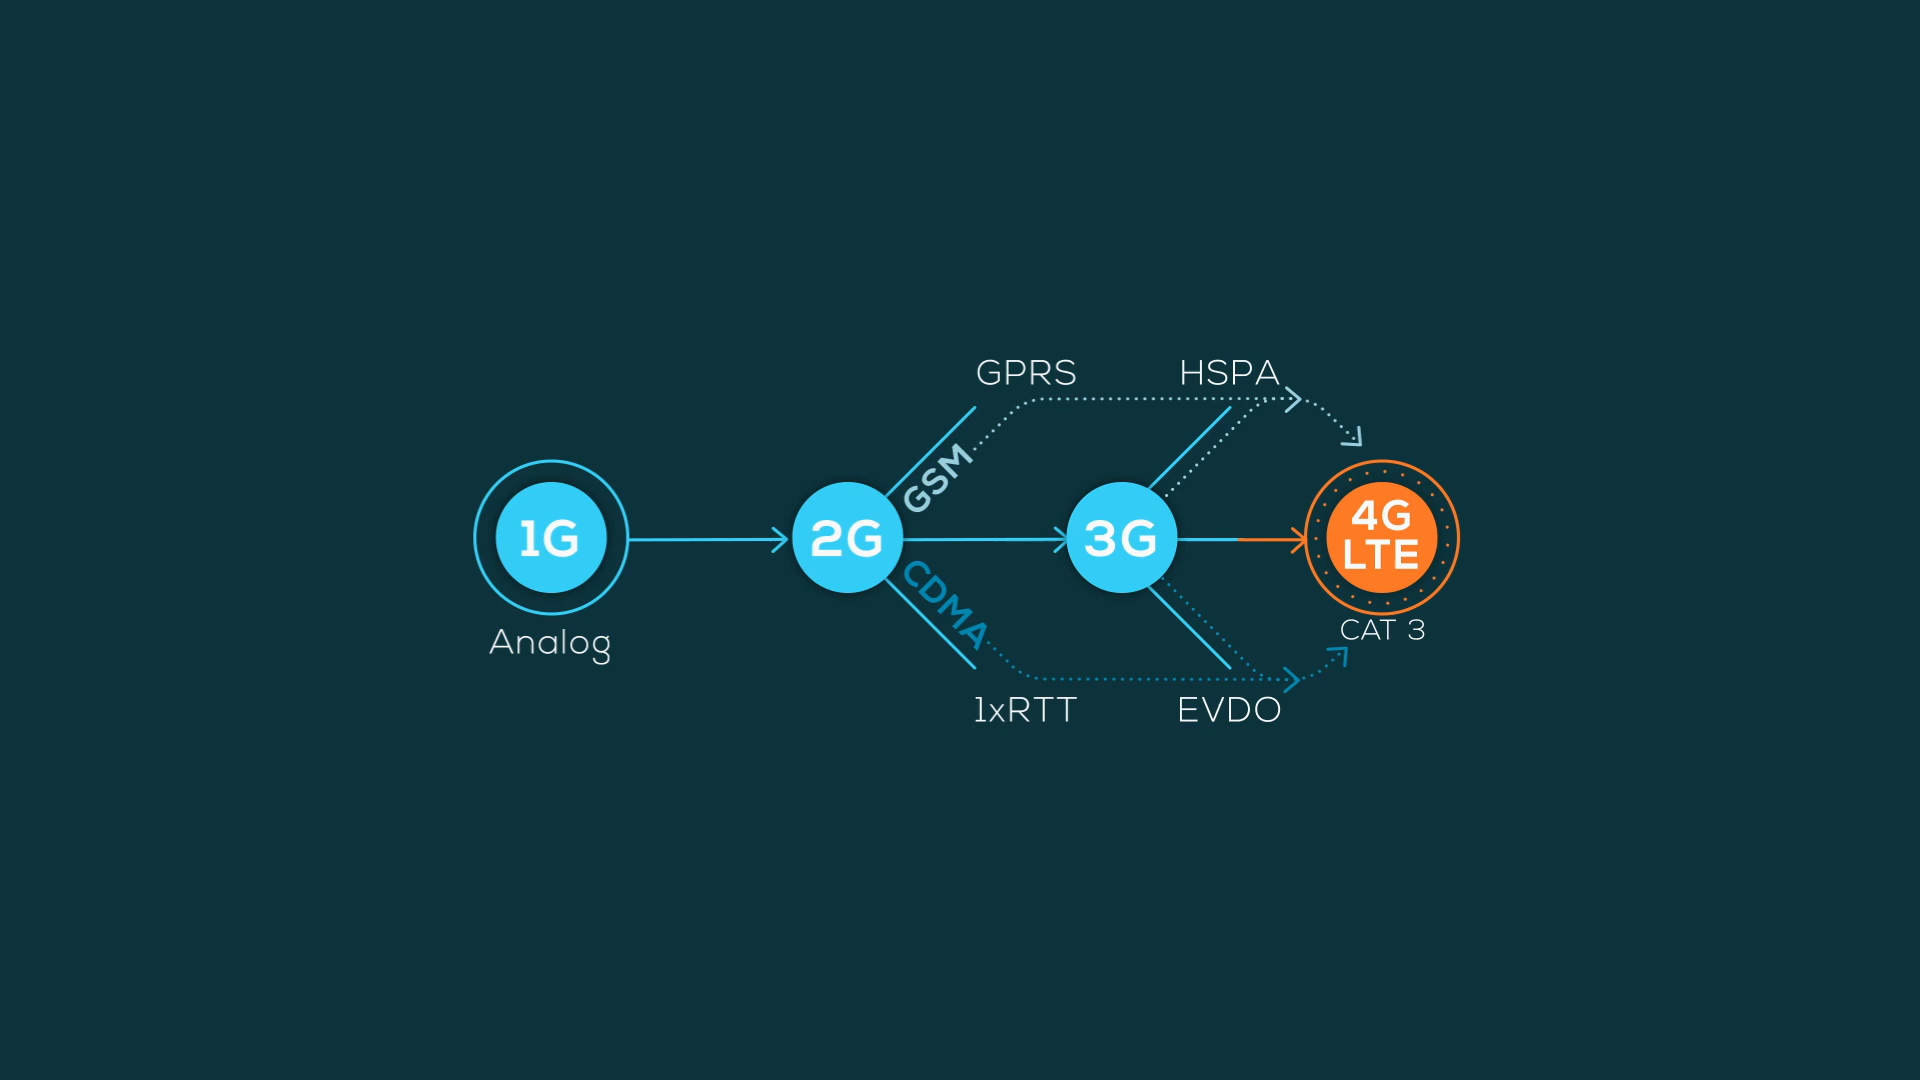 GPRS
HSPA
GSM
1G
2G
3G
4G
LTE
CDMA
CAT 3
Analog
1xRTT
EVDO